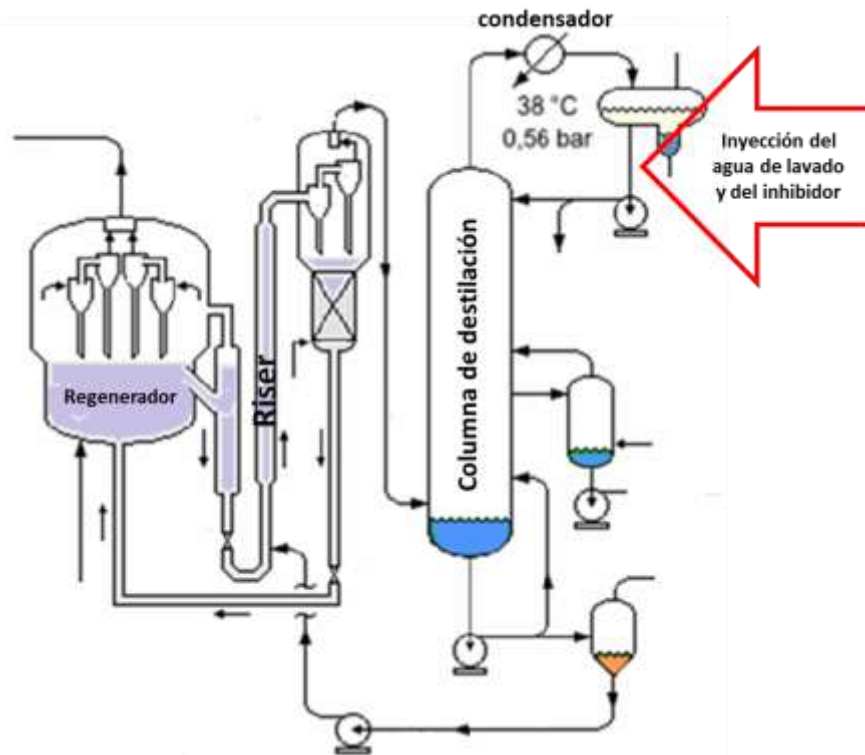 condensador
38 °C
0,56 bar
Inyección del
agua de lavado
y del inhibidor
Regenerador
Riser
Columna de destilación